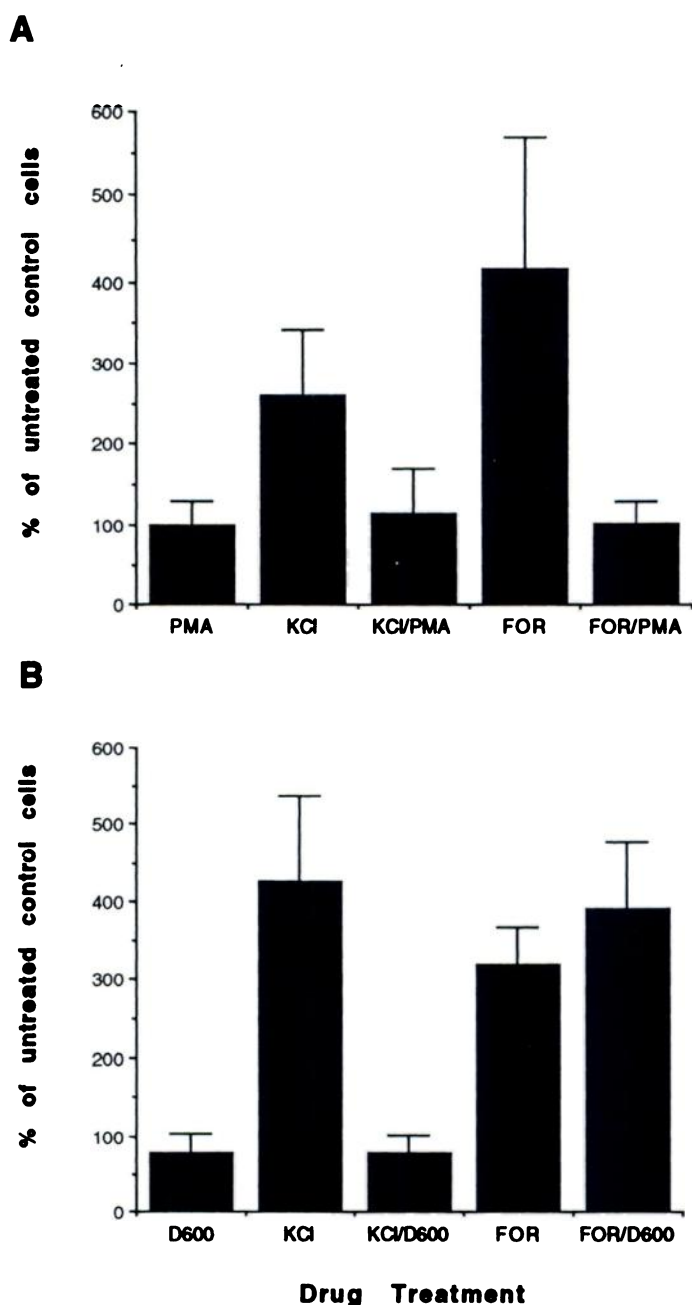 A
% of untreated control cells
600
500
400
300
200
100
0
PMA KCl KCl/PMA FOR FOR/PMA
B
% of untreated control cells
600
500
400
300
200
100
0
D600 KCl KCl/D600 FOR FOR/D600
Drug Treatment